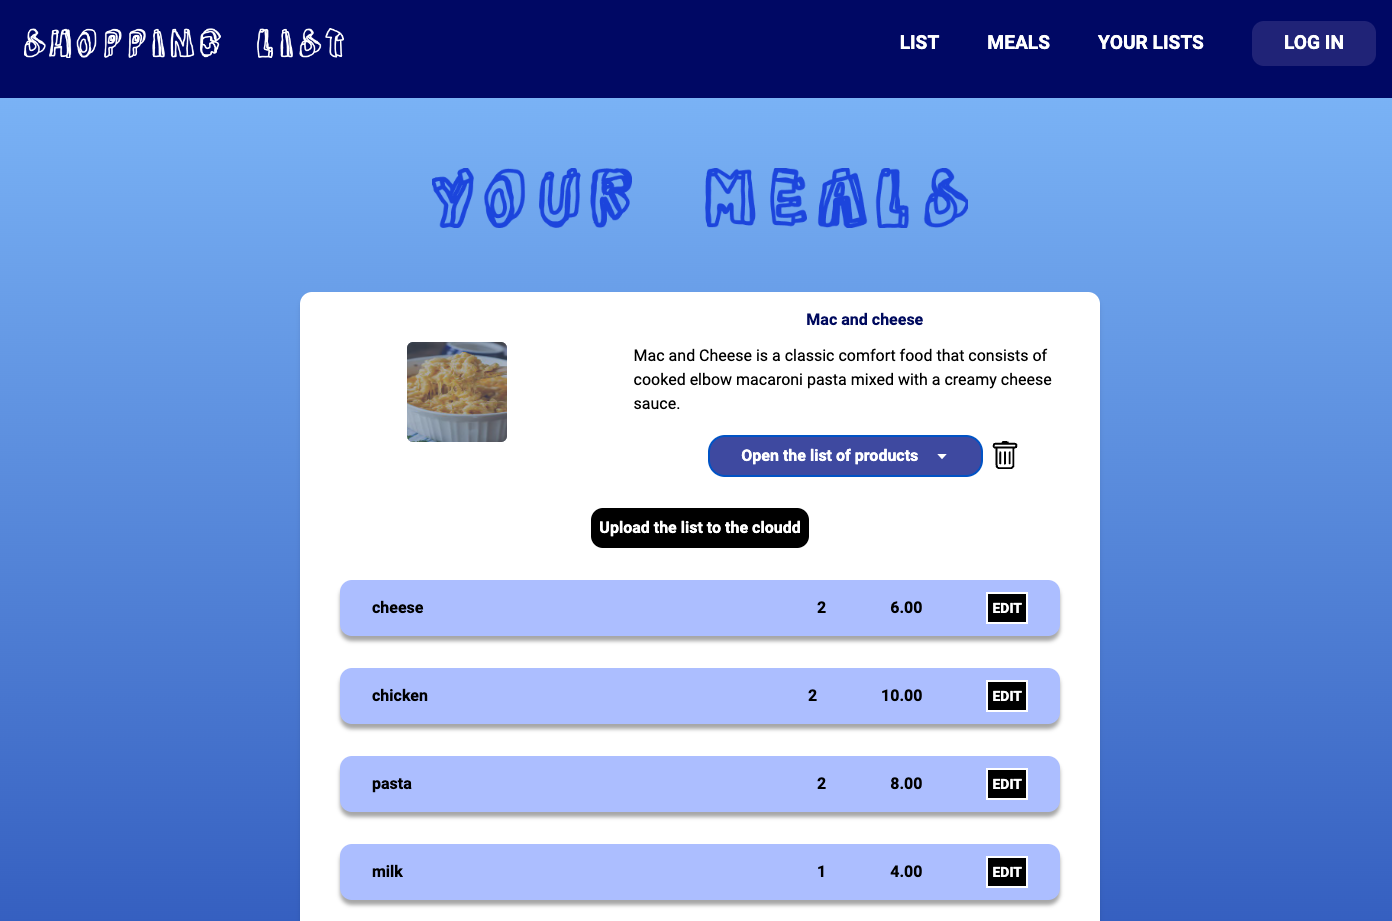 SHOPPING LIST
LIST MEALS YOUR LISTS LOG IN
YOUR MEALS
Mac and cheese
Mac and Cheese is a classic comfort food that consists of
cooked elbow macaroni pasta mixed with a creamy cheese
sauce.
Open the list of products
Upload the list to the cloudd
cheese 2 6.00 EDIT
chicken 2 10.00 EDIT
pasta 2 8.00 EDIT
milk 1 4.00 EDIT